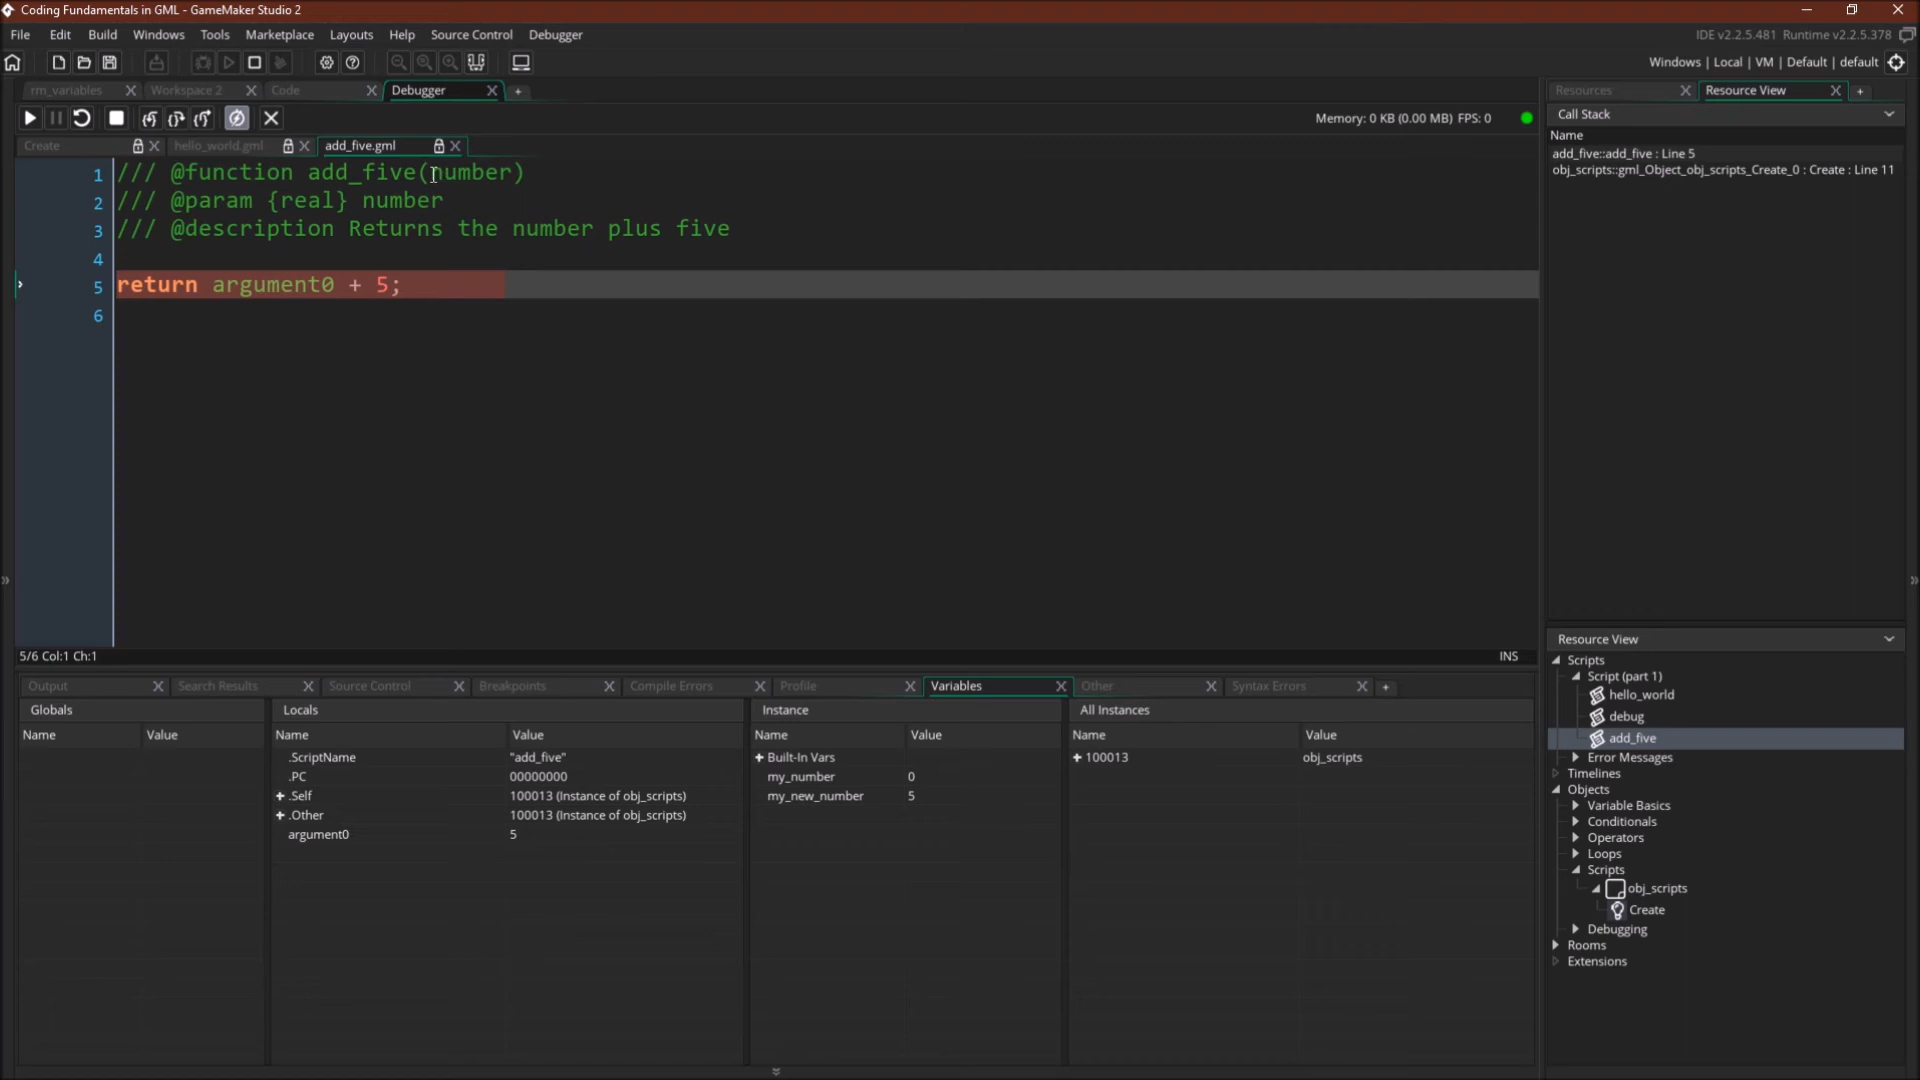 Coding Fundamentals in GML - GameMaker Studio 2
File Edit Build Windows Tools Marketplace Layouts Help Source Control Debugger
IDE v2.2.5.481 Runtime v2.2.5.378
Windows | Local | VM | Default | default
rm_variables Workspace 2 Code Debugger
Memory: 0 KB (0.00 MB) FPS: 0
Create hello_world.gml add_five.gml
1 /// @function add_five(number)
2 /// @param {real} number
3 /// @description Returns the number plus five
4
5 return argument0 + 5;
6
5/6 Col:1 Ch:1
INS
Resources Resource View
Call Stack
Name
add_five::add_five : Line 5
obj_scripts::gml_Object_obj_scripts_Create_0 : Create : Line 11
Output Search Results Source Control Breakpoints Compile Errors Profile Variables Other Syntax Errors
Globals
Name Value
Locals
Name Value
.ScriptName "add_five"
.PC 00000000
.Self 100013 (Instance of obj_scripts)
.Other 100013 (Instance of obj_scripts)
argument0 5
Instance
Name Value
Built-In Vars
my_number 0
my_new_number 5
All Instances
Name Value
100013 obj_scripts
Resource View
Scripts
Script (part 1)
hello_world
debug
add_five
Error Messages
Timelines
Objects
Variable Basics
Conditionals
Operators
Loops
Scripts
obj_scripts
Create
Debugging
Rooms
Extensions